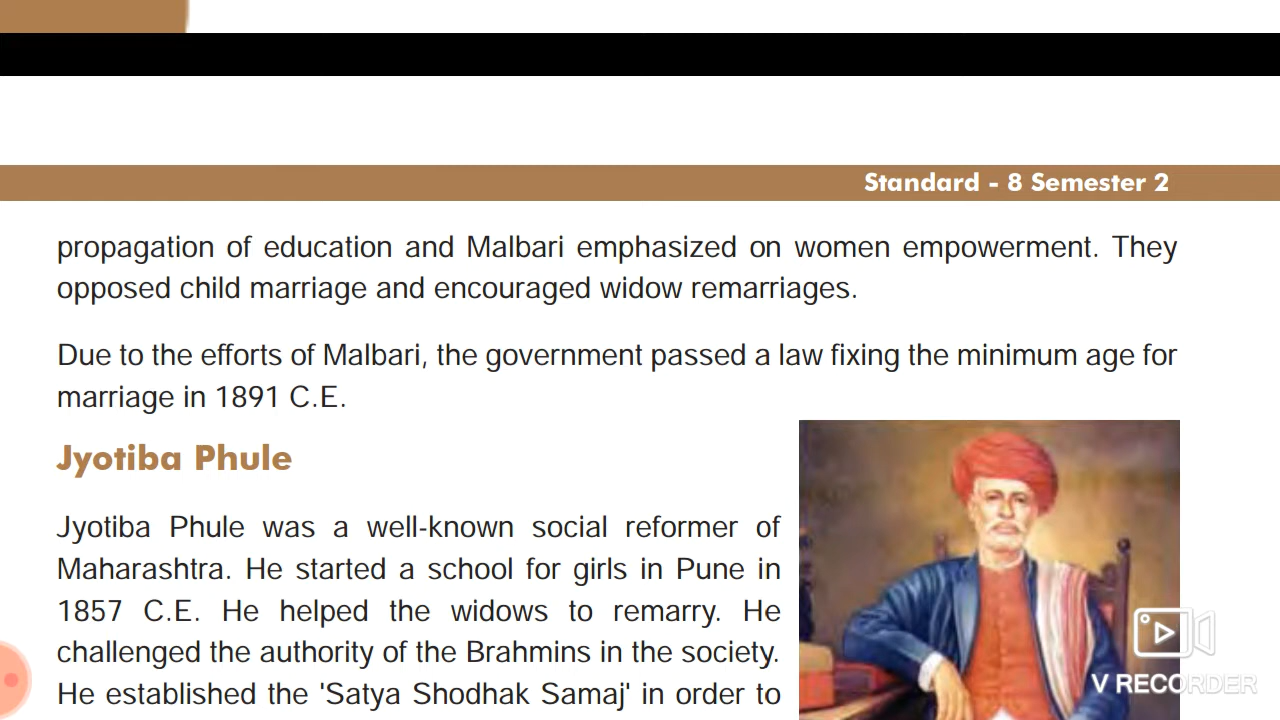 Standard - 8 Semester 2
propagation of education and Malbari emphasized on women empowerment. They
opposed child marriage and encouraged widow remarriages.
Due to the efforts of Malbari, the government passed a law fixing the minimum age for
marriage in 1891 C.E.
Jyotiba Phule
Jyotiba Phule was a well-known social reformer of
Maharashtra. He started a school for girls in Pune in
1857 C.E. He helped the widows to remarry. He
challenged the authority of the Brahmins in the society.
He established the 'Satya Shodhak Samaj' in order to
V RECORDER